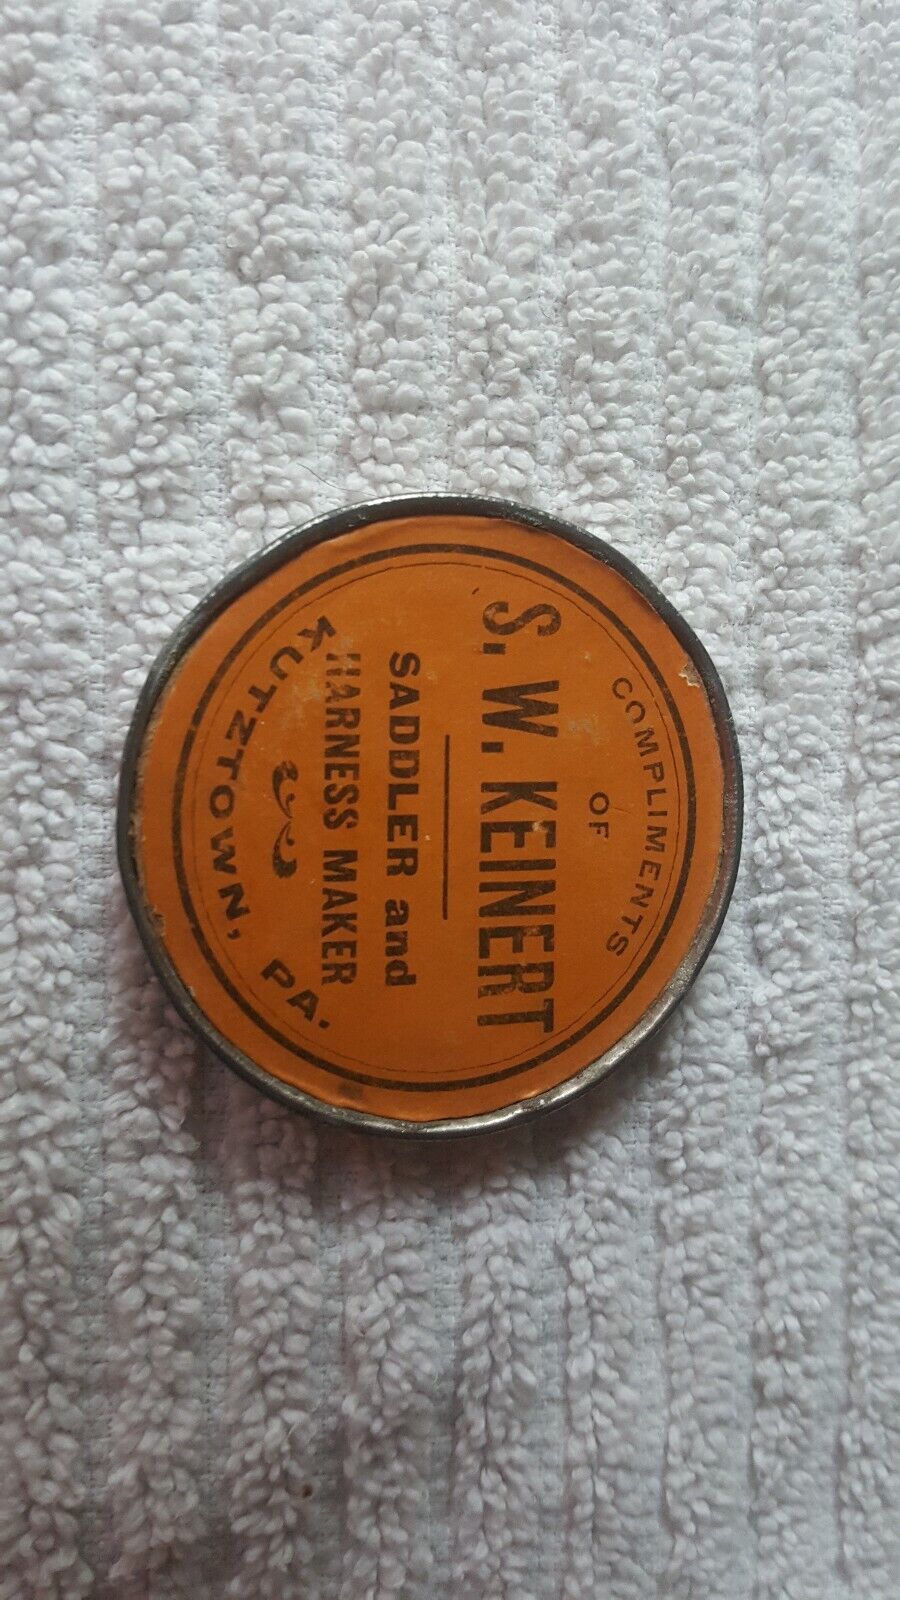 COMPLIMENTS
OF
S. W. KEINERT
SADDLER and
HARNESS MAKER
KUTZTOWN, PA.